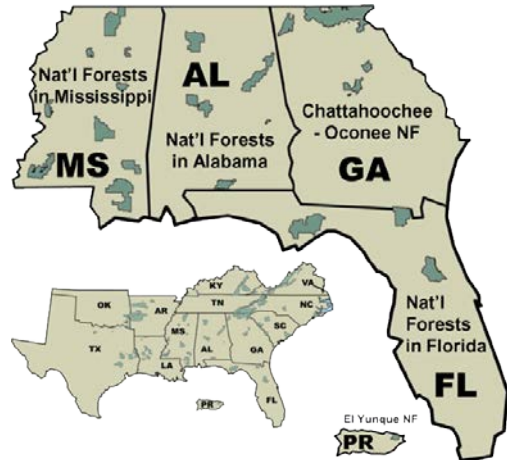 Nat'l Forests
in Mississippi
MS
AL
Nat'l Forests
in Alabama
Chattahoochee
- Oconee NF
GA
Nat'l
Forests
in Florida
FL
El Yunque NF
PR
KY
VA
OK
AR
TN
NC
MS
SC
TX
AL
GA
LA
FL
PR